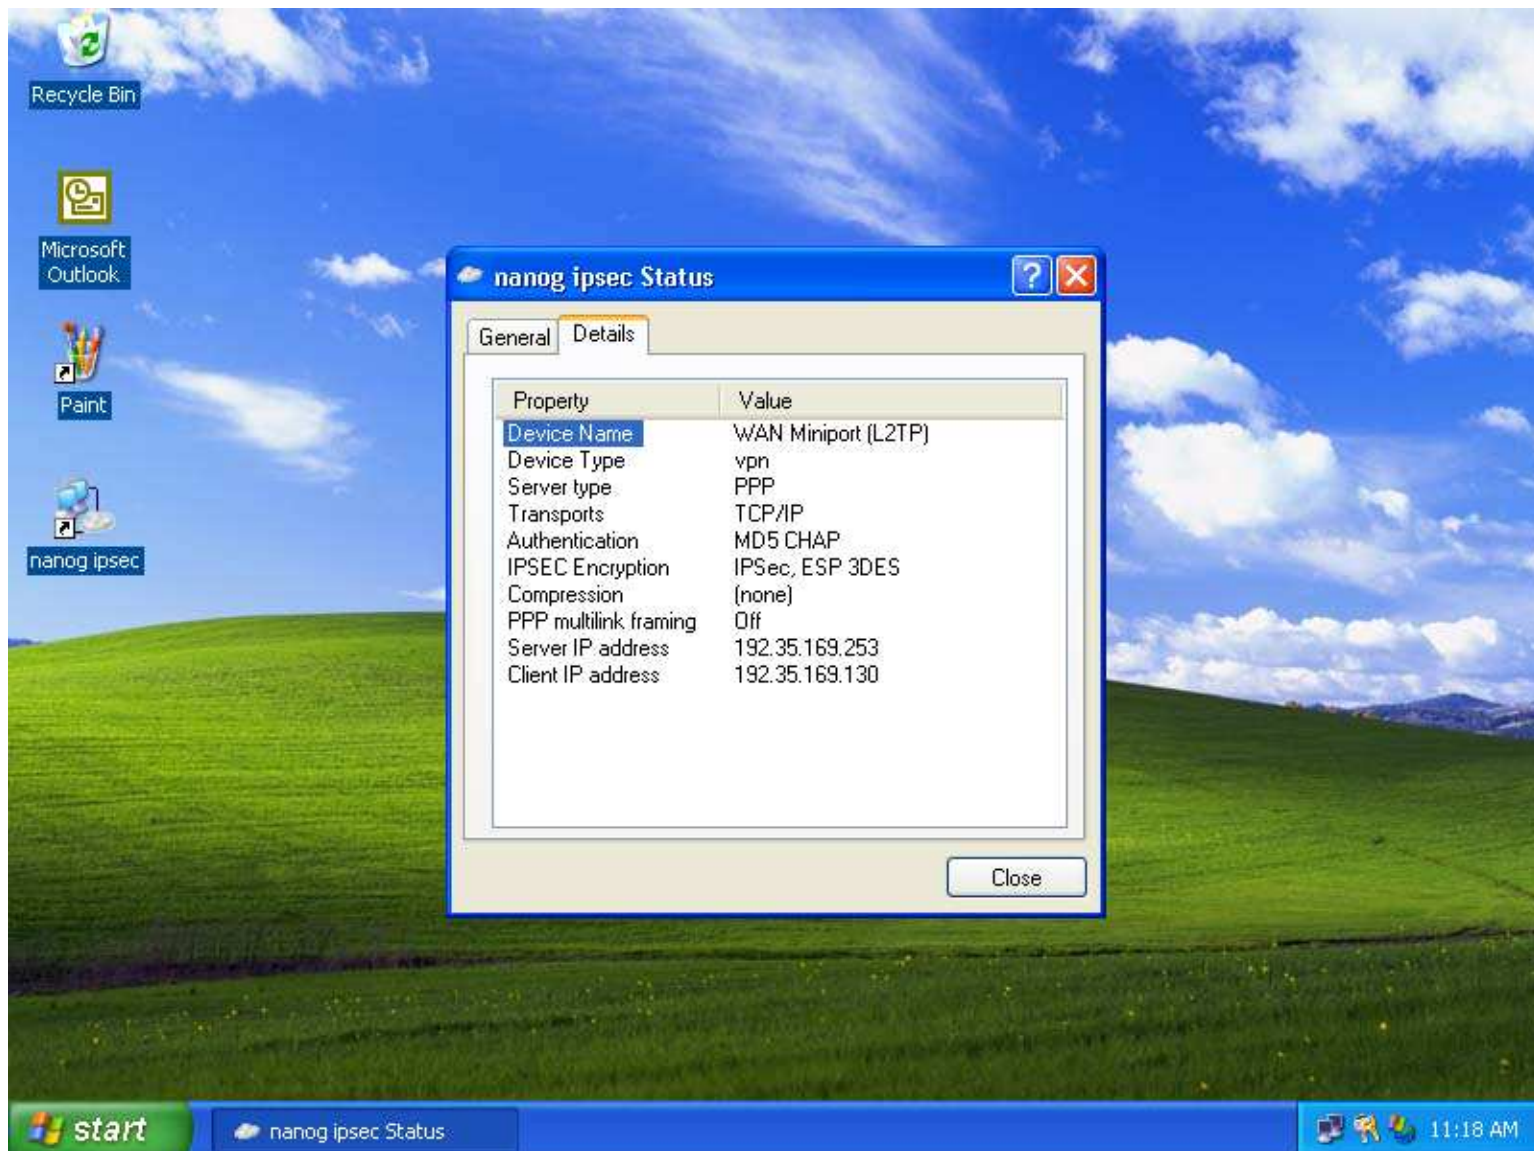 Recycle Bin
Microsoft
Outlook
Paint
nanog ipsec
nanog ipsec Status
General Details
Property Value
Device Name WAN Miniport (L2TP)
Device Type vpn
Server type PPP
Transports TCP/IP
Authentication MD5 CHAP
IPSEC Encryption IPSec, ESP 3DES
Compression (none)
PPP multilink framing Off
Server IP address 192.35.169.253
Client IP address 192.35.169.130
Close
start nanog ipsec Status 11:18 AM